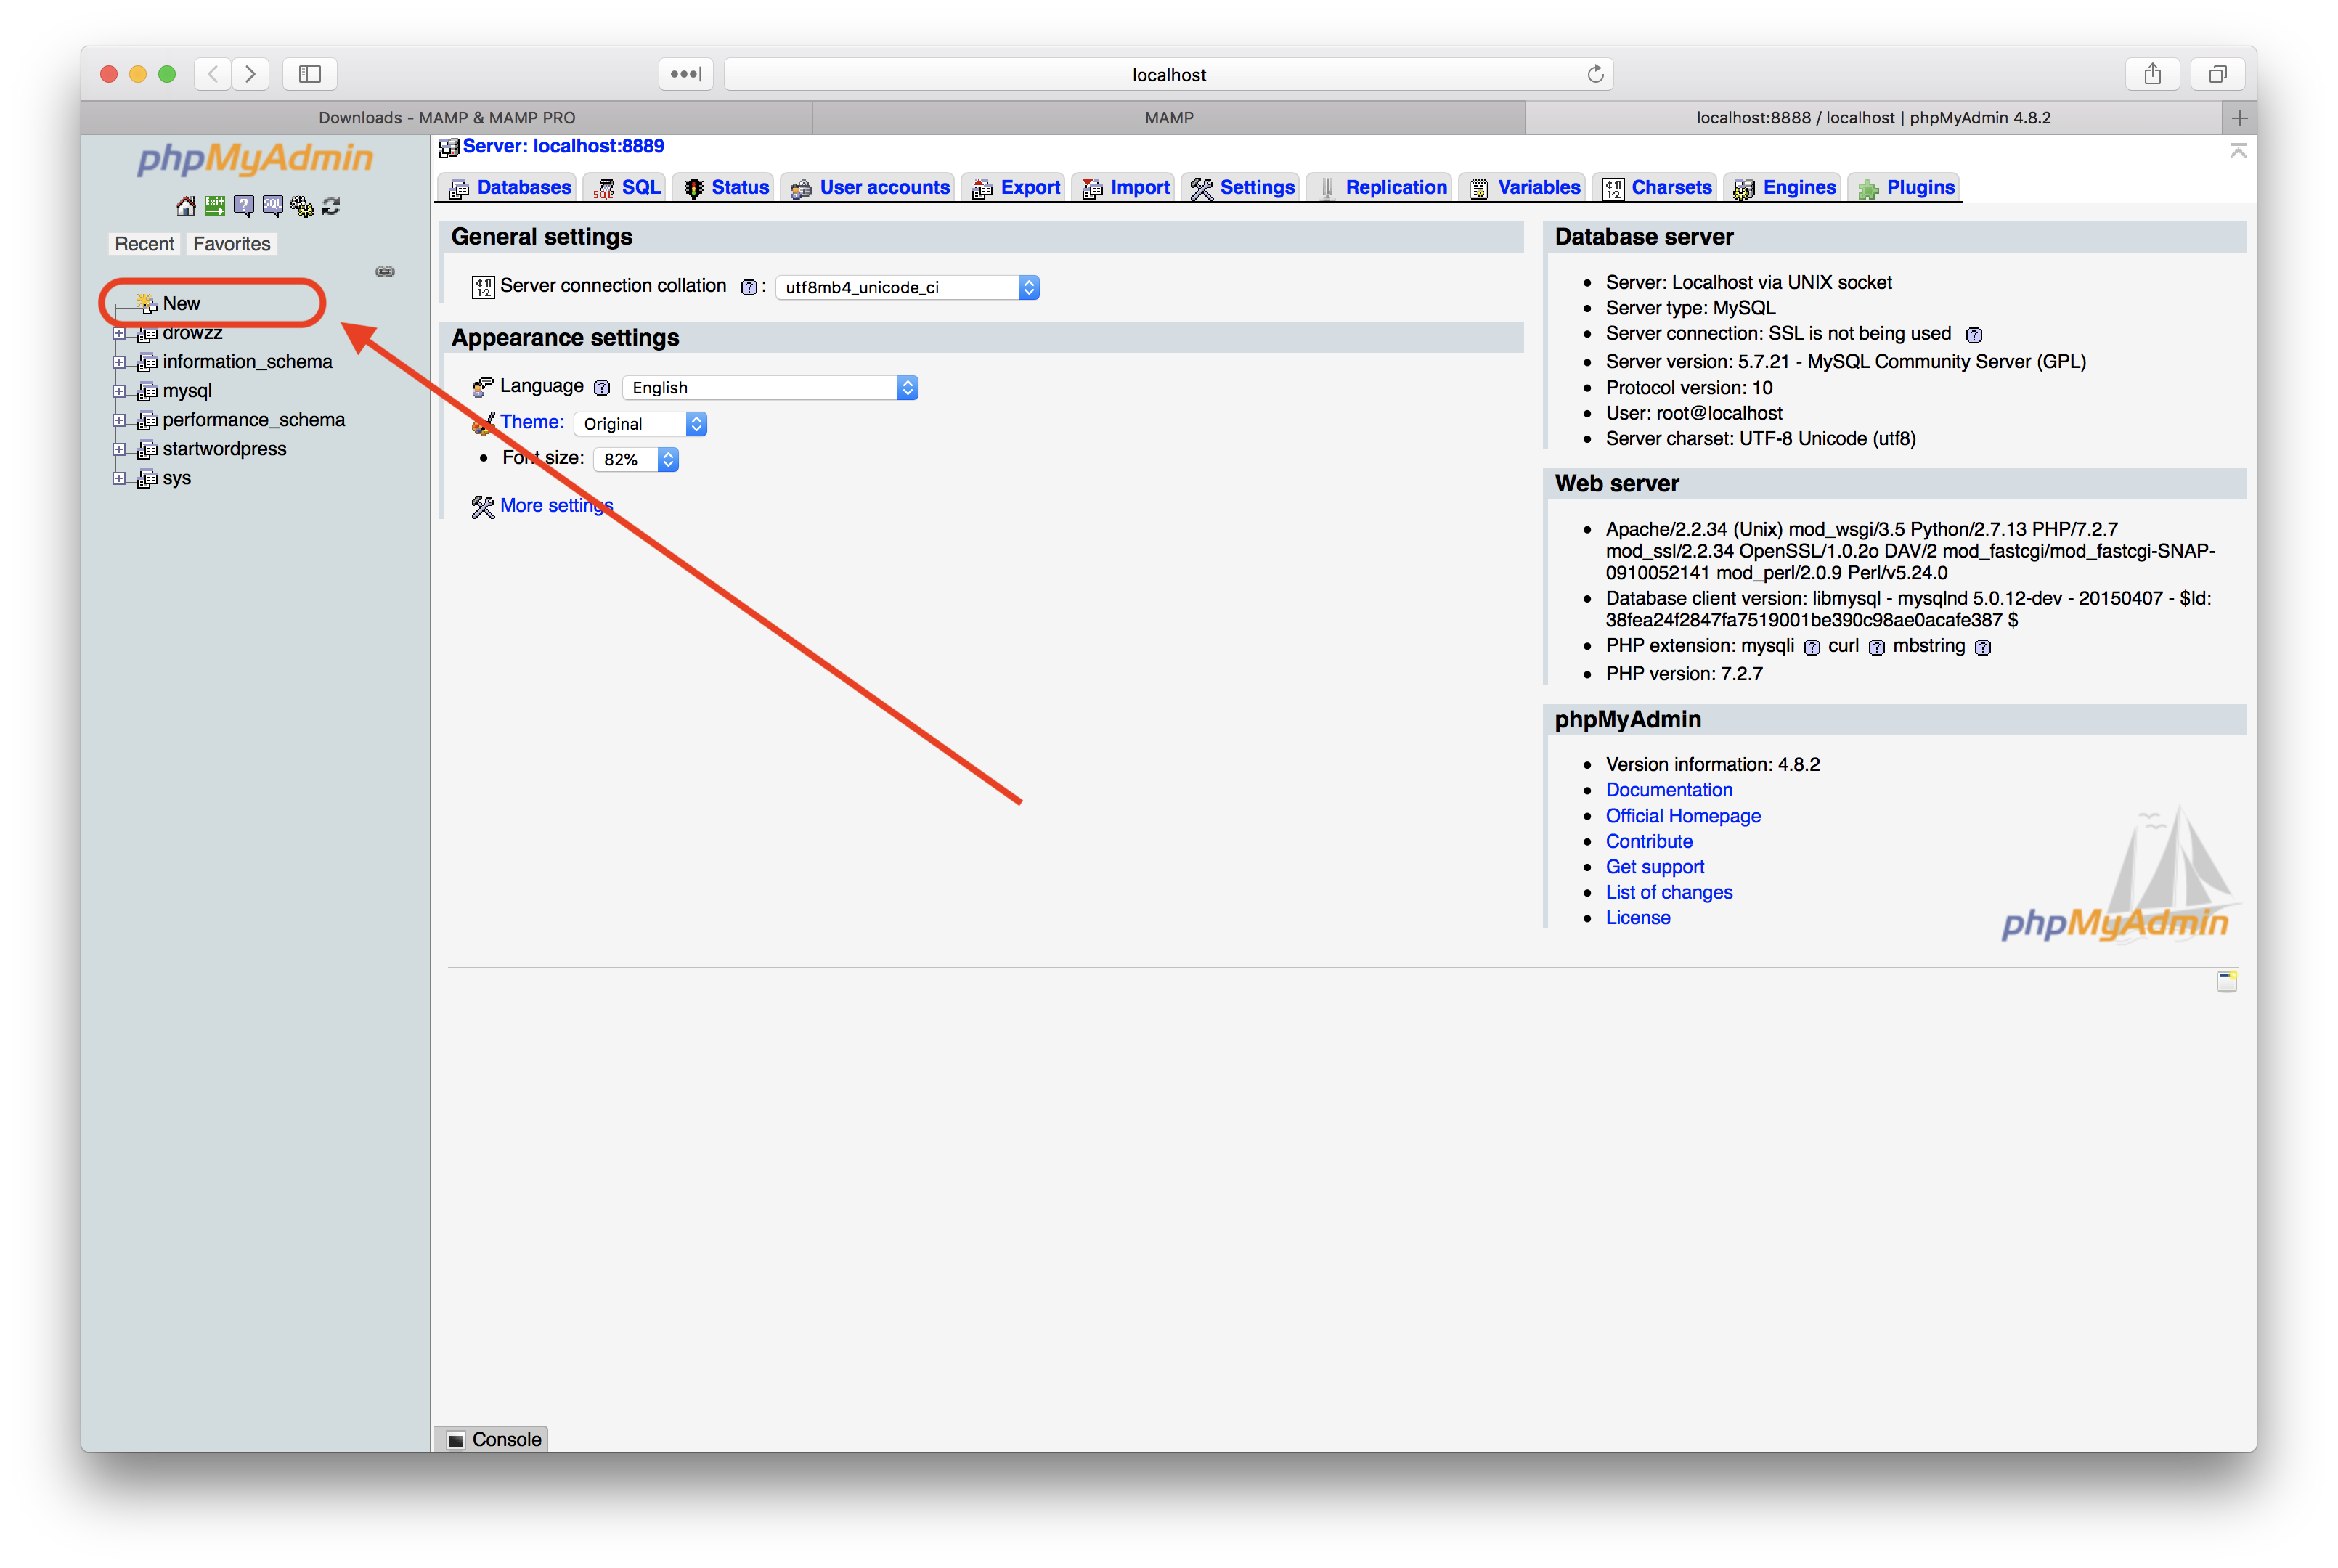 localhost
Downloads - MAMP & MAMP PRO
MAMP
localhost:8888 / localhost | phpMyAdmin 4.8.2
phpMyAdmin
Exit
SQL
Recent
Favorites
New
drowzz
information_schema
mysql
performance_schema
startwordpress
sys
Server: localhost:8889
Databases
SQL
Status
User accounts
Export
Import
Settings
Replication
Variables
Charsets
Engines
Plugins
General settings
Server connection collation ? : utf8mb4_unicode_ci
Appearance settings
Language ? English
Theme: Original
Font size: 82%
More settings
Database server
Server: Localhost via UNIX socket
Server type: MySQL
Server connection: SSL is not being used ?
Server version: 5.7.21 - MySQL Community Server (GPL)
Protocol version: 10
User: root@localhost
Server charset: UTF-8 Unicode (utf8)
Web server
Apache/2.2.34 (Unix) mod_wsgi/3.5 Python/2.7.13 PHP/7.2.7
mod_ssl/2.2.34 OpenSSL/1.0.2o DAV/2 mod_fastcgi/mod_fastcgi-SNAP-
0910052141 mod_perl/2.0.9 Perl/v5.24.0
Database client version: libmysql - mysqlnd 5.0.12-dev - 20150407 - $Id:
38fea24f2847fa7519001be390c98ae0acafe387 $
PHP extension: mysqli ? curl ? mbstring ?
PHP version: 7.2.7
phpMyAdmin
Version information: 4.8.2
Documentation
Official Homepage
Contribute
Get support
List of changes
License
phpMyAdmin
Console